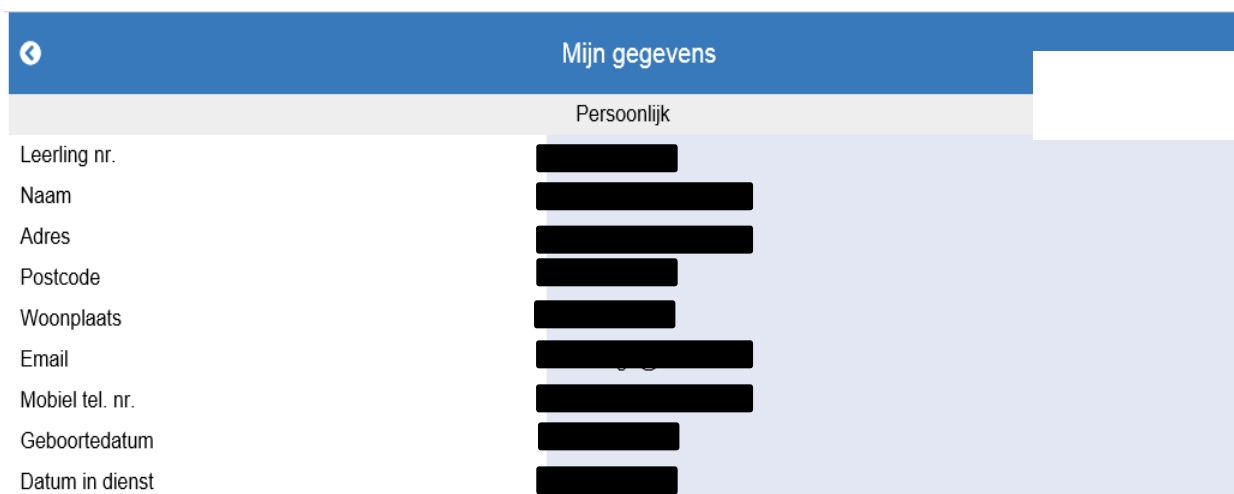 Mijn gegevens
Persoonlijk
Leerling nr.
Naam
Adres
Postcode
Woonplaats
Email
Mobiel tel. nr.
Geboortedatum
Datum in dienst